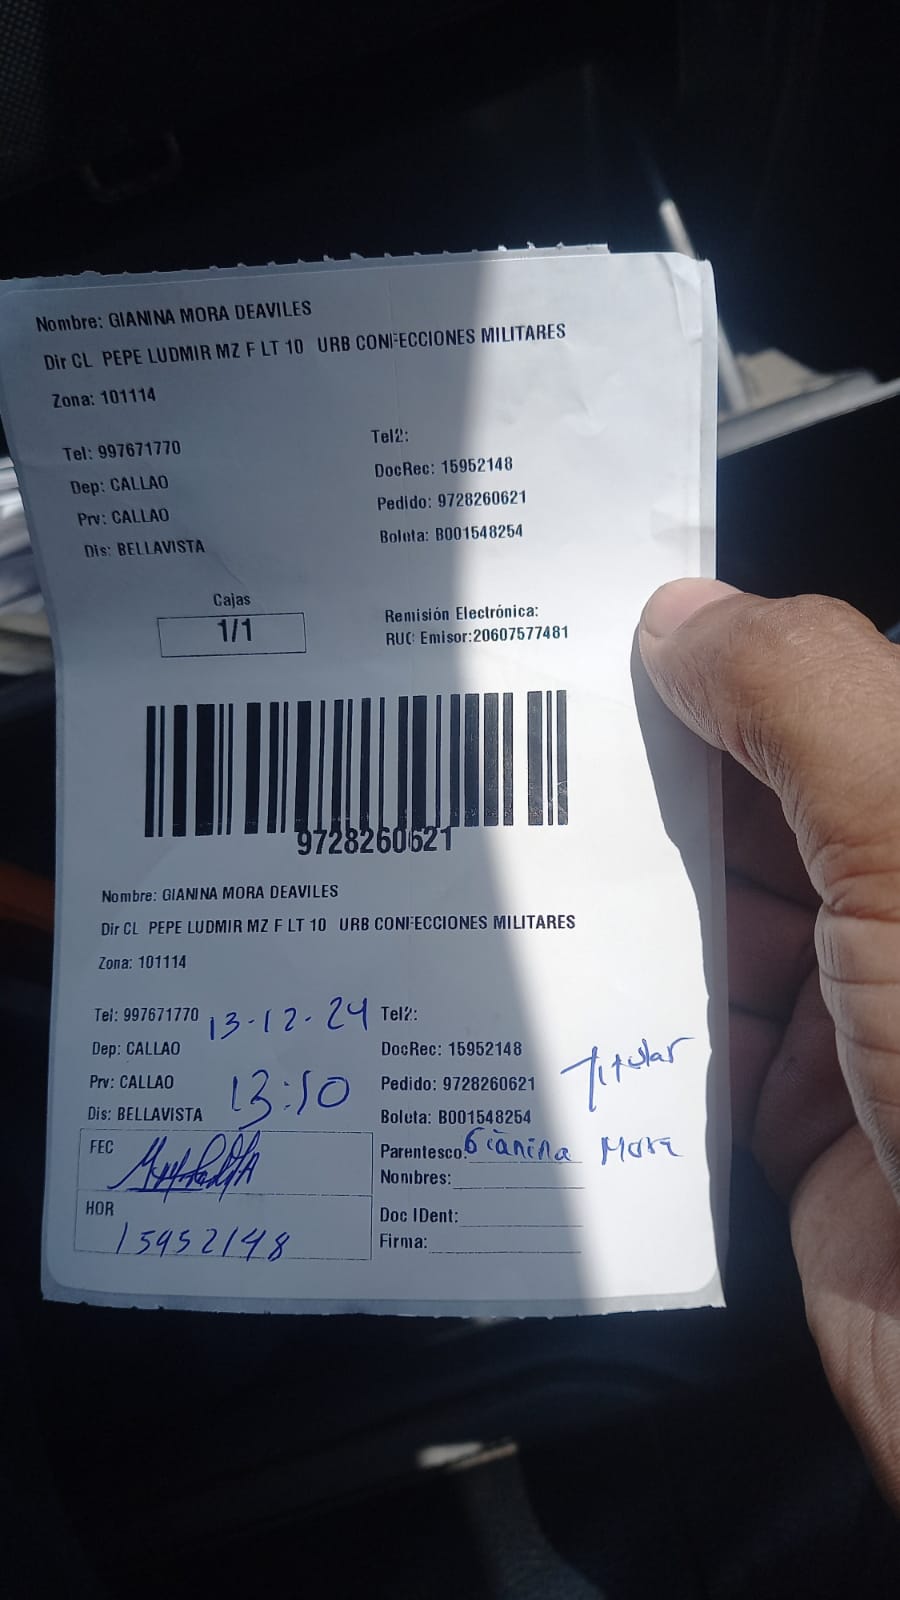 Nombre: GIANINA MORA DEAVILES
Dir CL PEPE LUDMIR MZ F LT 10 URB CONFECCIONES MILITARES
Zona: 101114
Tel: 997671770 Tel2:
Dep: CALLAO DocRec: 15952148
Prv: CALLAO Pedido: 9728260621
Dis: BELLAVISTA Boleta: B001548254
Cajas
1/1
Remisión Electrónica:
RUC Emisor:20607577481
9728260621
Nombre: GIANINA MORA DEAVILES
Dir CL PEPE LUDMIR MZ F LT 10 URB CONFECCIONES MILITARES
Zona: 101114
Tel: 997671770 13-12-24 Tel2:
Dep: CALLAO DocRec: 15952148 Titular
Prv: CALLAO 13:10 Pedido: 9728260621
Dis: BELLAVISTA Boleta: B001548254
FEC Parentesco: Gianina Mora
Nombres:
HOR Doc IDent:
15952148 Firma: